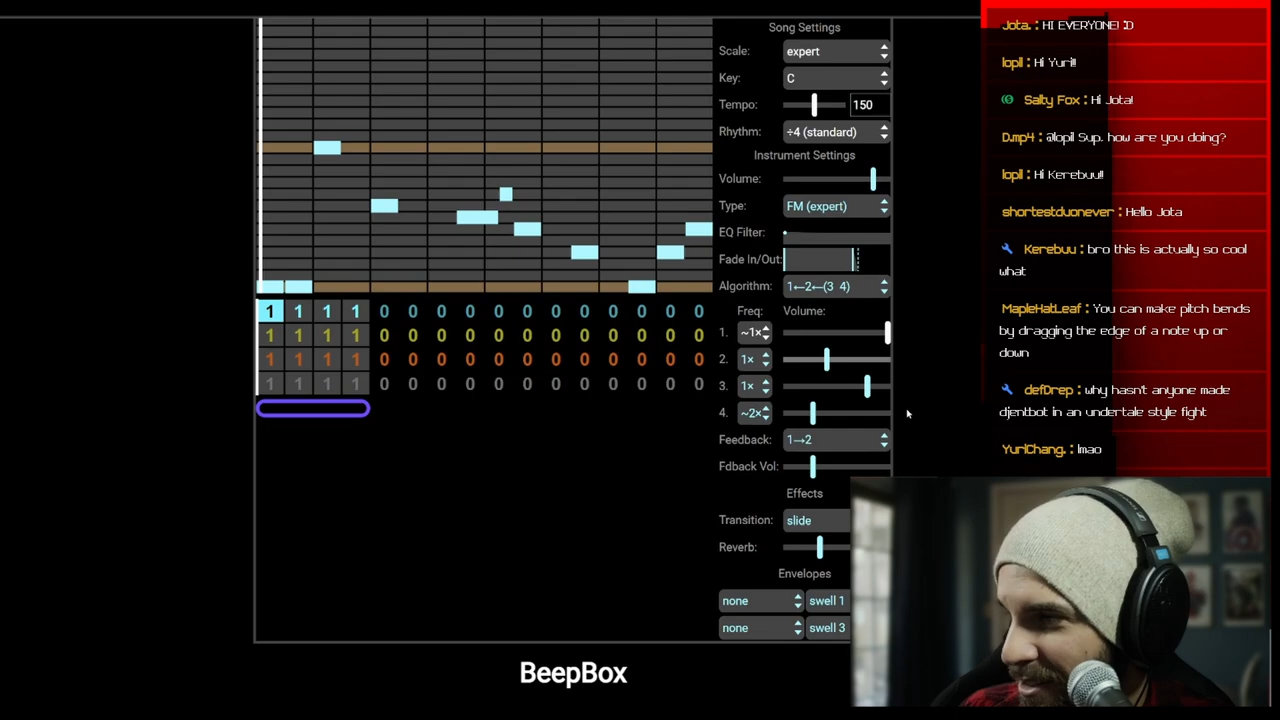 Song Settings
Scale: expert
Key: C
Tempo: 150
Rhythm: ÷4 (standard)
Instrument Settings
Volume:
Type: FM (expert)
EQ Filter:
Fade In/Out:
Algorithm: 1←2←(3 4)
Freq: Volume:
1. ~1×
2. 1×
3. 1×
4. ~2×
Feedback: 1→2
Fdback Vol:
Effects
Transition: slide
Reverb:
Envelopes
none swell 1
none swell 3
1 1 1 1 0 0 0 0 0 0 0 0 0 0 0 0
1 1 1 1 0 0 0 0 0 0 0 0 0 0 0 0
1 1 1 1 0 0 0 0 0 0 0 0 0 0 0 0
1 1 1 1 0 0 0 0 0 0 0 0 0 0 0 0
BeepBox
Jota. : HI EVERYONE! :D
lopii : Hi Yuri!!
Salty Fox : Hi Jota!
D.mp4 : @lopii Sup, how are you doing?
lopii : Hi Kerebuu!!
shortestduonever : Hello Jota
Kerebuu : bro this is actually so cool
what
MapleHatLeaf : You can make pitch bends
by dragging the edge of a note up or
down
defDrep : why hasn't anyone made
djentbot in an undertale style fight
YuriChang. : lmao